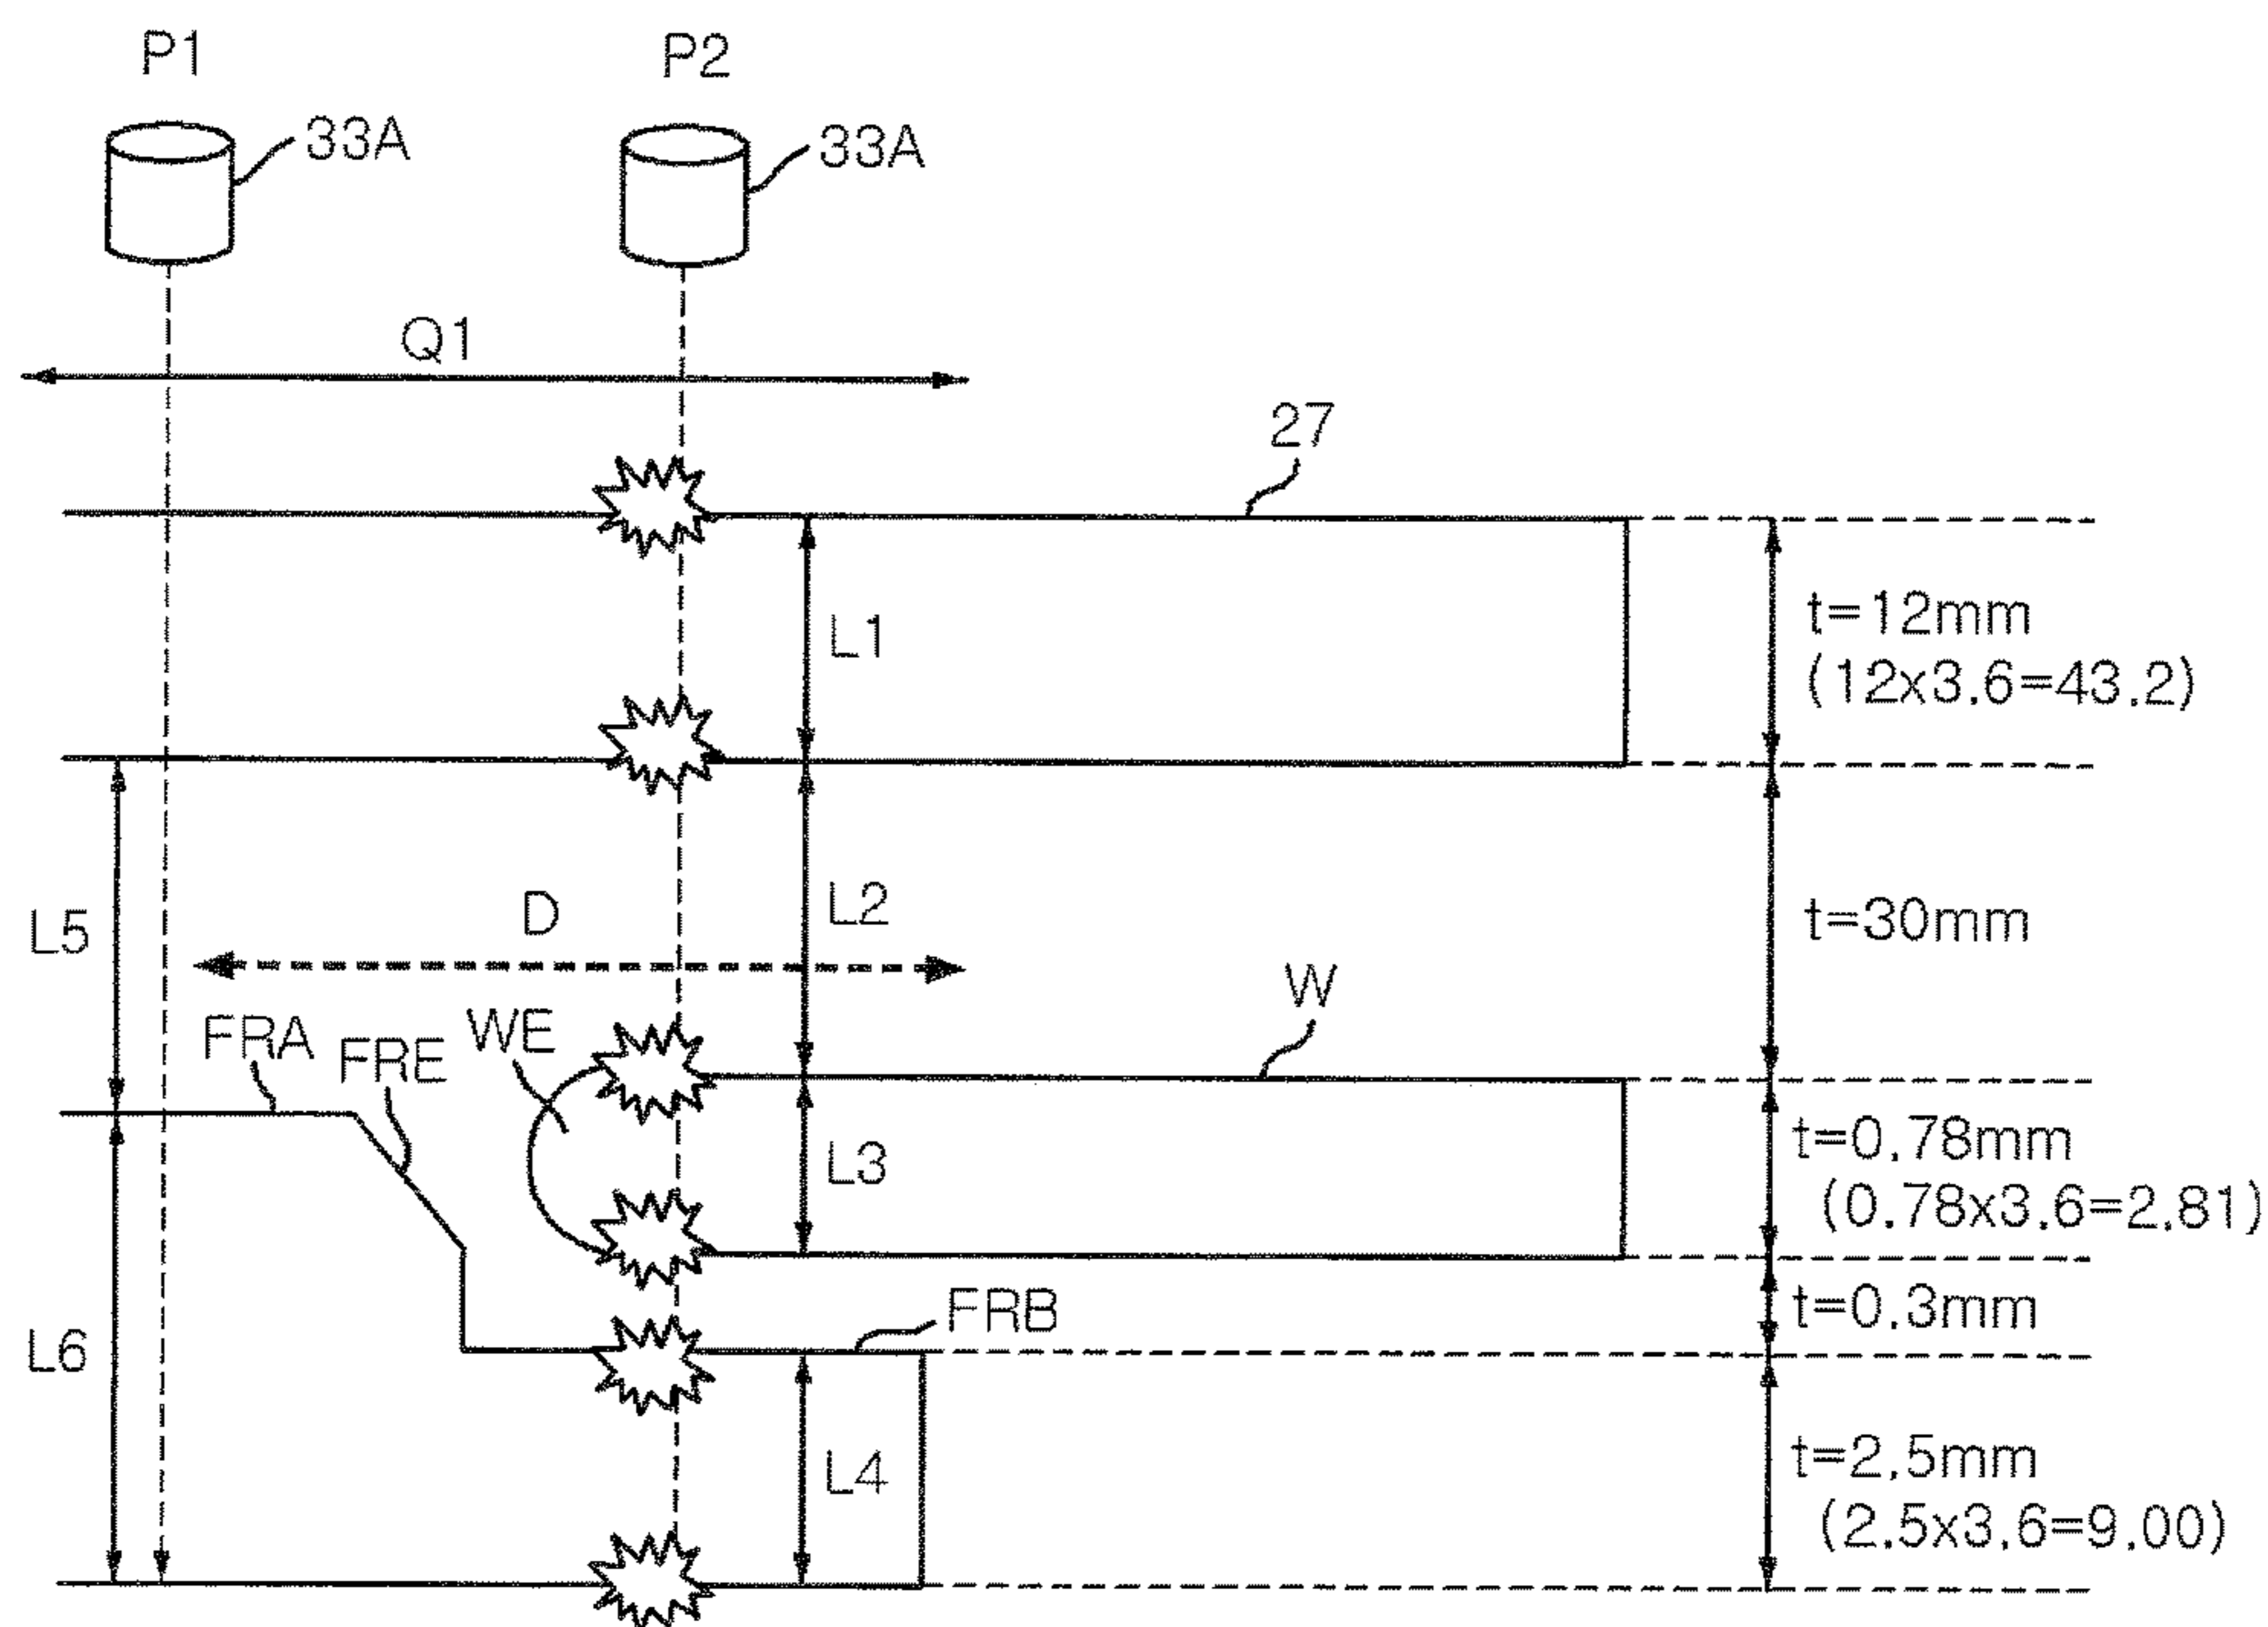 P1
P2
33A
33A
Q1
27
L1
t=12mm
(12x3.6=43.2)
L5
D
L2
t=30mm
W
FRA
FRE
WE
L3
t=0.78mm
(0.78x3.6=2.81)
FRB
t=0.3mm
L6
L4
t=2.5mm
(2.5x3.6=9.00)